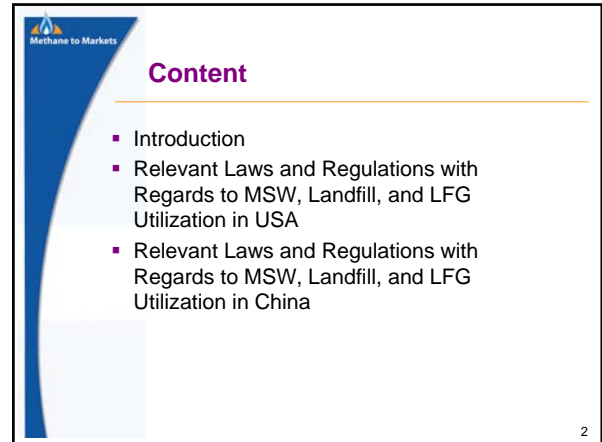 Methane to Markets
Content
▪ Introduction
▪ Relevant Laws and Regulations with
Regards to MSW, Landfill, and LFG
Utilization in USA
▪ Relevant Laws and Regulations with
Regards to MSW, Landfill, and LFG
Utilization in China
2